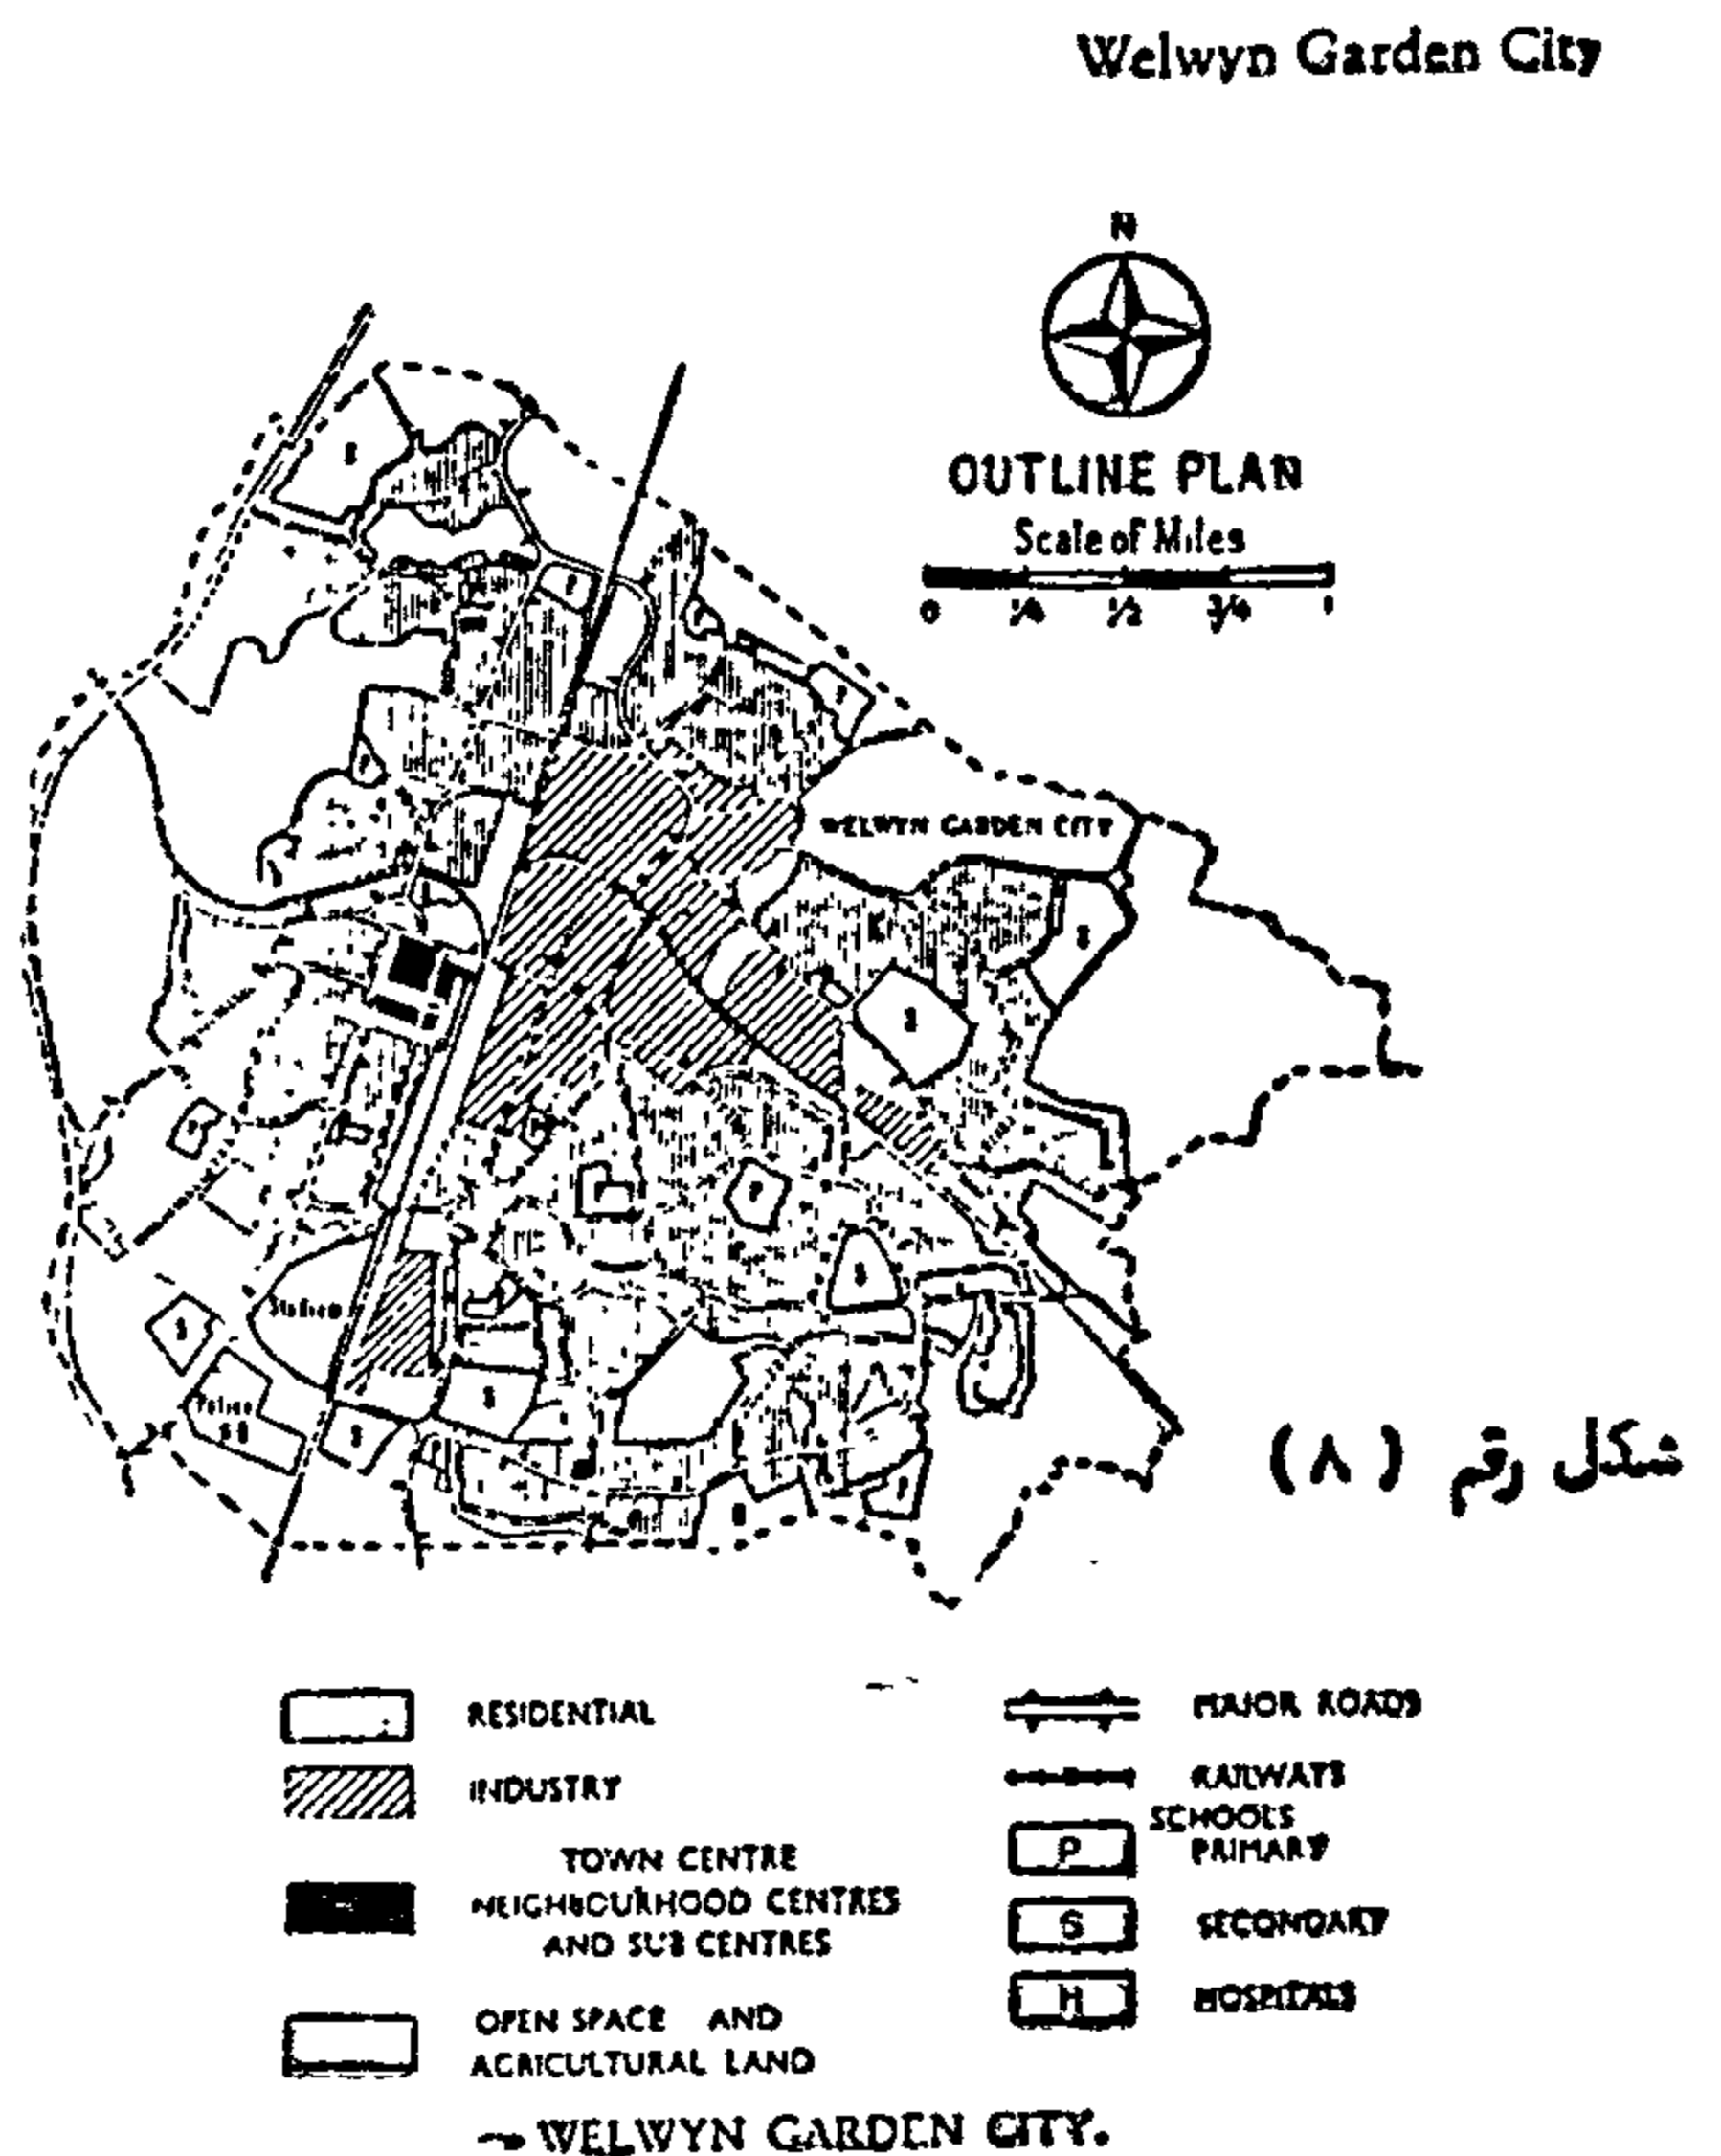 Welwyn Garden City
N
OUTLINE PLAN
Scale of Miles
0 1/4 1/2 3/4 1
WELWYN GARDEN CITY
Stadium
Police
شكل رقم (٨)
RESIDENTIAL
INDUSTRY
TOWN CENTRE
NEIGHBOURHOOD CENTRES
AND SUB CENTRES
OPEN SPACE AND
AGRICULTURAL LAND
MAJOR ROADS
RAILWAYS
SCHOOLS
P PRIMARY
S SECONDARY
H HOSPITALS
WELWYN GARDEN CITY.